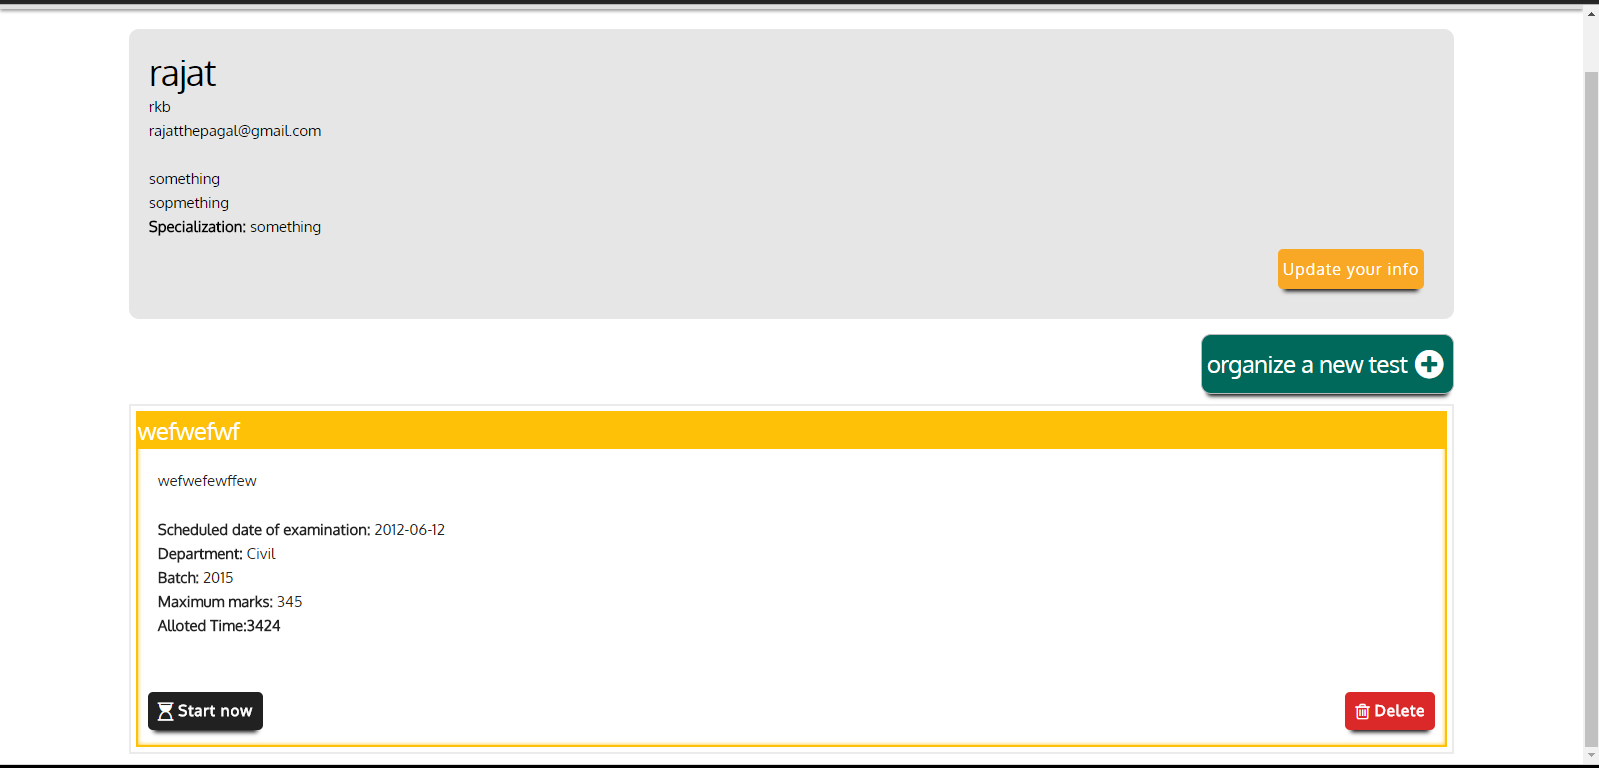 rajat
rkb
rajatthepagal@gmail.com
something
sopmething
Specialization: something
Update your info
organize a new test
wefwefwf
wefwefewffew
Scheduled date of examination: 2012-06-12
Department: Civil
Batch: 2015
Maximum marks: 345
Alloted Time:3424
Start now
Delete